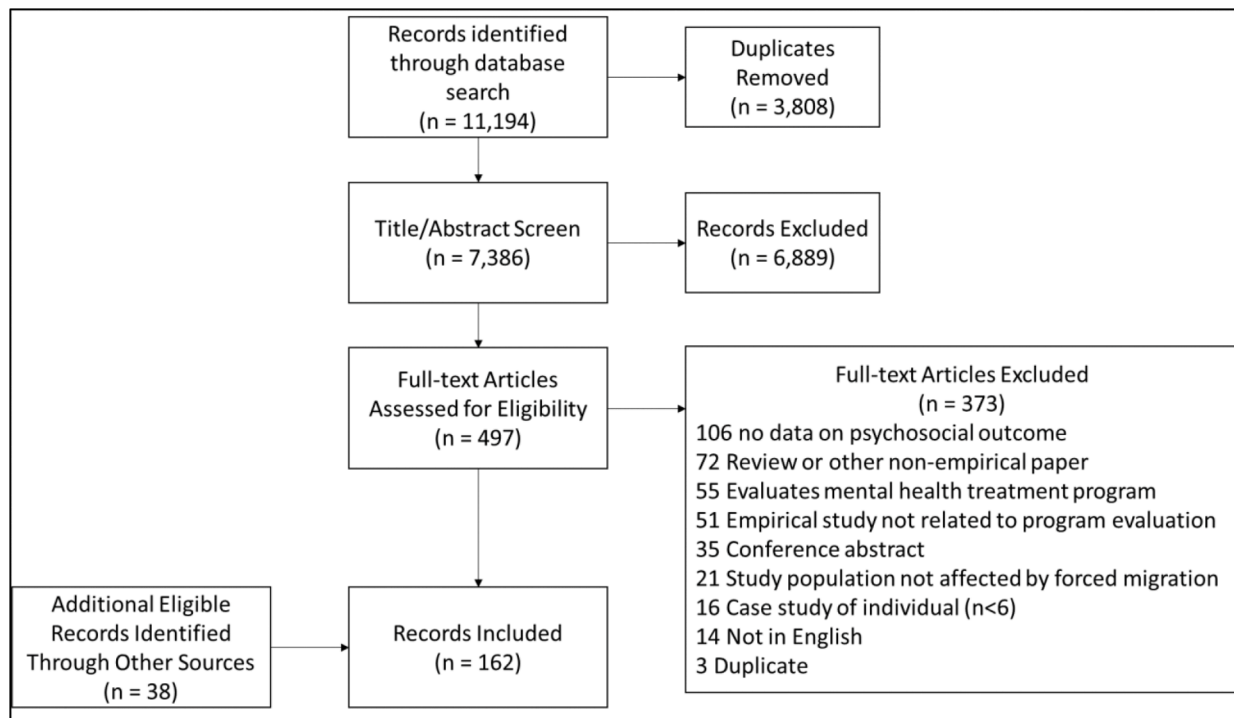 Records identified
through database
search
(n = 11,194)
Duplicates
Removed
(n = 3,808)
Title/Abstract Screen
(n = 7,386)
Records Excluded
(n = 6,889)
Full-text Articles
Assessed for Eligibility
(n = 497)
Full-text Articles Excluded
(n = 373)
106 no data on psychosocial outcome
72 Review or other non-empirical paper
55 Evaluates mental health treatment program
51 Empirical study not related to program evaluation
35 Conference abstract
21 Study population not affected by forced migration
16 Case study of individual (n<6)
14 Not in English
3 Duplicate
Additional Eligible
Records Identified
Through Other Sources
(n = 38)
Records Included
(n = 162)